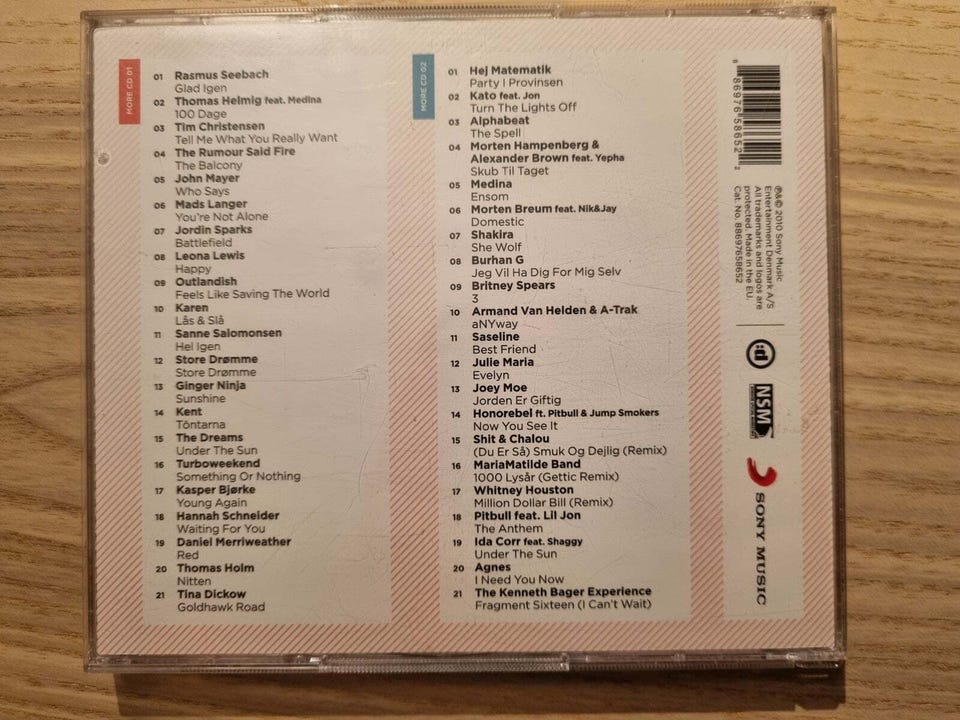 MORE CD 01
01 Rasmus Seebach
Glad Igen
02 Thomas Helmig feat. Medina
100 Dage
03 Tim Christensen
Tell Me What You Really Want
04 The Rumour Said Fire
The Balcony
05 John Mayer
Who Says
06 Mads Langer
You're Not Alone
07 Jordin Sparks
Battlefield
08 Leona Lewis
Happy
09 Outlandish
Feels Like Saving The World
10 Karen
Lås & Slå
11 Sanne Salomonsen
Hel Igen
12 Store Drømme
Store Drømme
13 Ginger Ninja
Sunshine
14 Kent
Töntarna
15 The Dreams
Under The Sun
16 Turboweekend
Something Or Nothing
17 Kasper Bjørke
Young Again
18 Hannah Schneider
Waiting For You
19 Daniel Merriweather
Red
20 Thomas Holm
Nitten
21 Tina Dickow
Goldhawk Road
MORE CD 02
01 Hej Matematik
Party I Provinsen
02 Kato feat. Jon
Turn The Lights Off
03 Alphabeat
The Spell
04 Morten Hampenberg &
Alexander Brown feat. Yepha
Skub Til Taget
05 Medina
Ensom
06 Morten Breum feat. Nik&Jay
Domestic
07 Shakira
She Wolf
08 Burhan G
Jeg Vil Ha Dig For Mig Selv
09 Britney Spears
3
10 Armand Van Helden & A-Trak
aNYway
11 Saseline
Best Friend
12 Julie Maria
Evelyn
13 Joey Moe
Jorden Er Giftig
14 Honorebel ft. Pitbull & Jump Smokers
Now You See It
15 Shit & Chalou
(Du Er Så) Smuk Og Dejlig (Remix)
16 MariaMatilde Band
1000 Lysår (Gettic Remix)
17 Whitney Houston
Million Dollar Bill (Remix)
18 Pitbull feat. Lil Jon
The Anthem
19 Ida Corr feat. Shaggy
Under The Sun
20 Agnes
I Need You Now
21 The Kenneth Bager Experience
Fragment Sixteen (I Can't Wait)
8 86976 58652 2
℗&© 2010 Sony Music
Entertainment Denmark A/S
All trademarks and logos are
protected. Made in the EU.
Cat. No. 88697658652
:d
NSM
SONY MUSIC